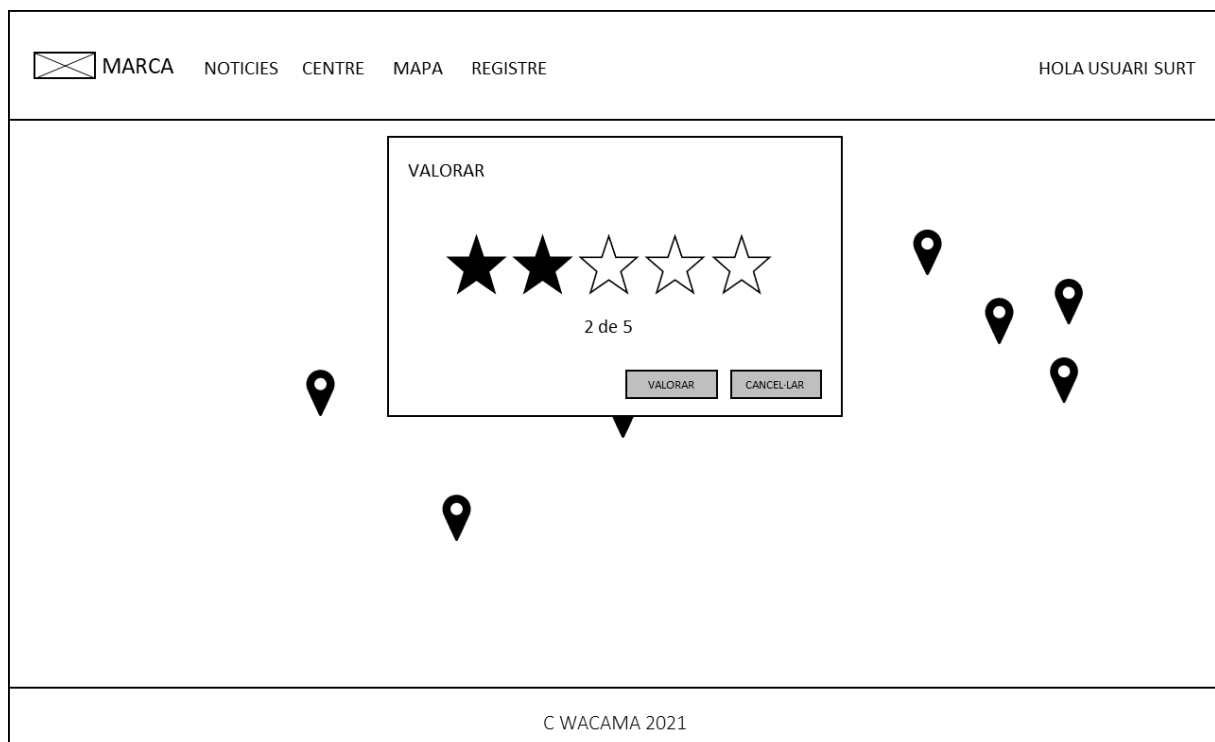 MARCA NOTICIES CENTRE MAPA REGISTRE HOLA USUARI SURT
VALORAR
2 de 5
VALORAR CANCEL·LAR
C WACAMA 2021